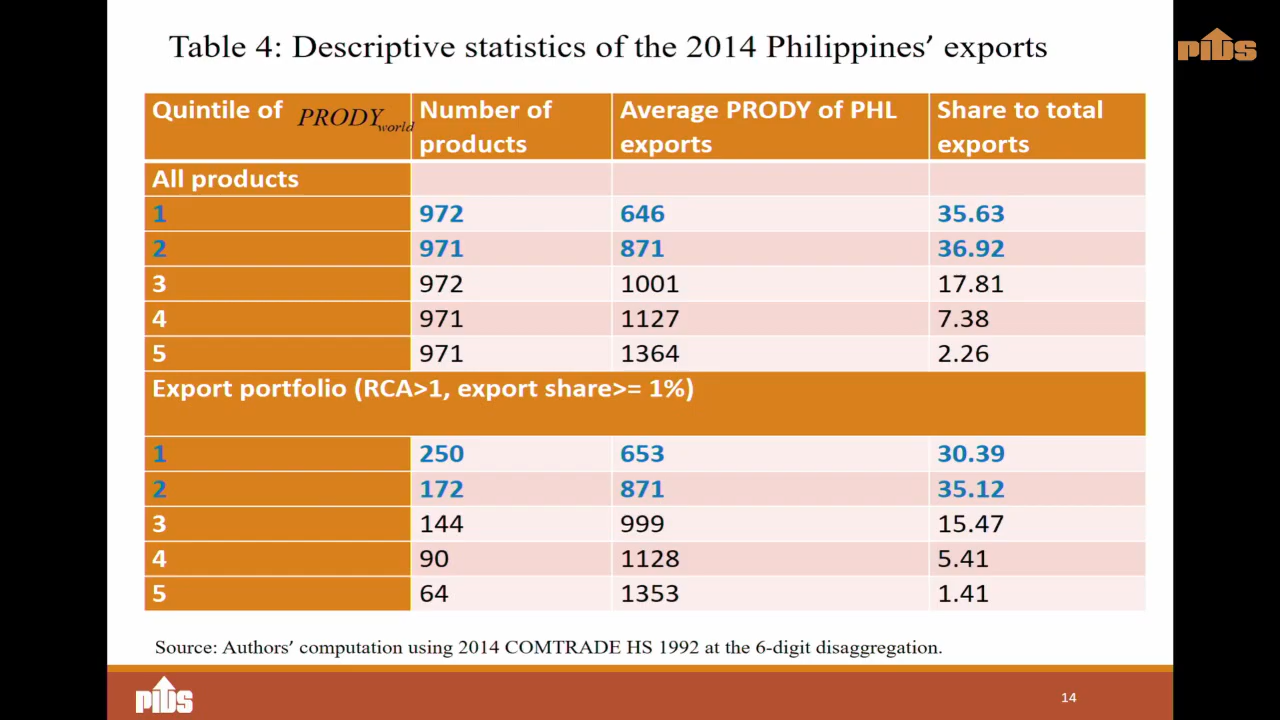 Table 4: Descriptive statistics of the 2014 Philippines’ exports
pids
Quintile of PRODYworld Number of products Average PRODY of PHL exports Share to total exports
All products
1 972 646 35.63
2 971 871 36.92
3 972 1001 17.81
4 971 1127 7.38
5 971 1364 2.26
Export portfolio (RCA>1, export share>= 1%)
1 250 653 30.39
2 172 871 35.12
3 144 999 15.47
4 90 1128 5.41
5 64 1353 1.41
Source: Authors’ computation using 2014 COMTRADE HS 1992 at the 6-digit disaggregation.
pids
14